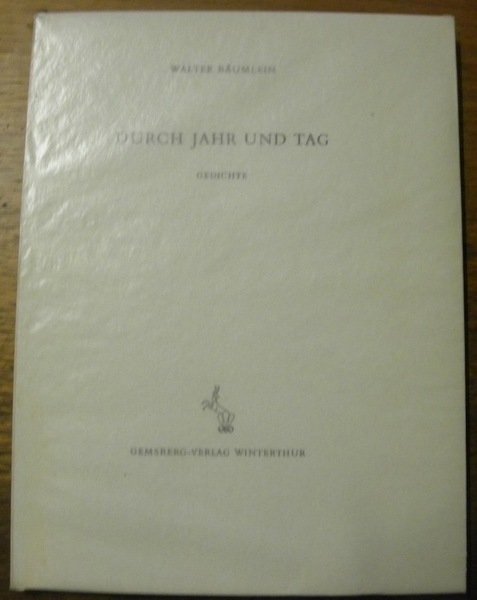 WALTER BÄUMLEIN
DURCH JAHR UND TAG
GEDICHTE
GEMSBERG-VERLAG WINTERTHUR